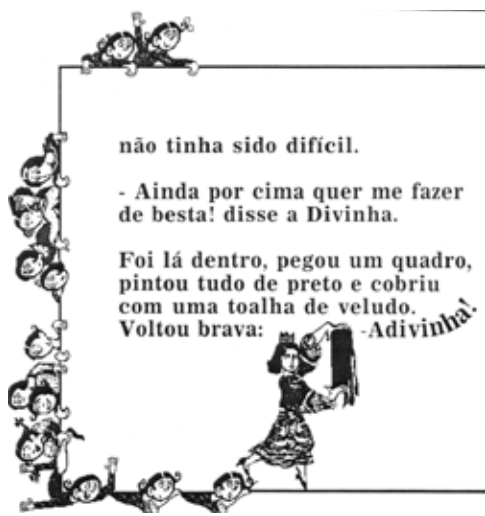 não tinha sido difícil.
- Ainda por cima quer me fazer
de besta! disse a Divinha.
Foi lá dentro, pegou um quadro,
pintou tudo de preto e cobriu
com uma toalha de veludo.
Voltou brava: -Adivinha!